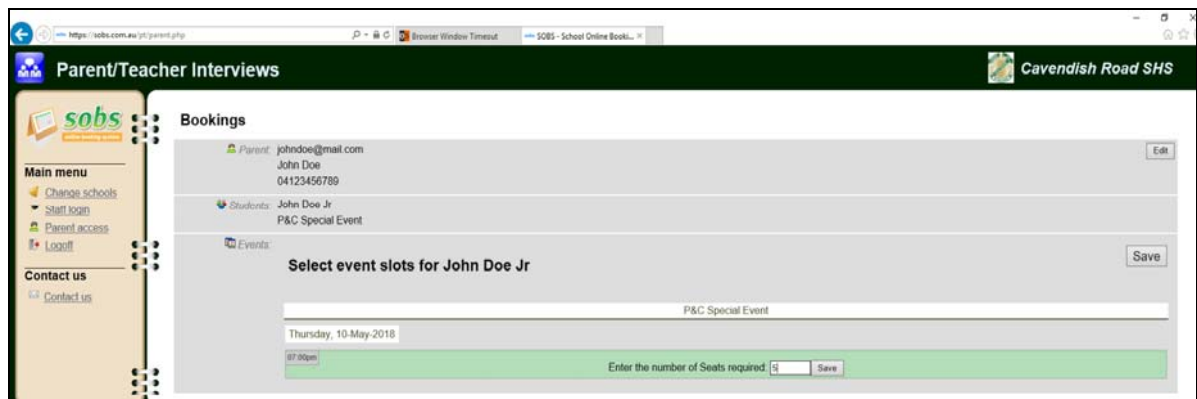 https://sobs.com.au/pt/parent.php
Browser Window Timeout
SOBS - School Online Booki...
Parent/Teacher Interviews
Cavendish Road SHS
sobs
online booking system
Main menu
Change schools
Staff login
Parent access
Logoff
Contact us
Contact us
Bookings
Parent: johndoe@mail.com
John Doe
04123456789
Edit
Students: John Doe Jr
P&C Special Event
Events:
Select event slots for John Doe Jr
Save
P&C Special Event
Thursday, 10-May-2018
07:00pm
Enter the number of Seats required: 5 Save